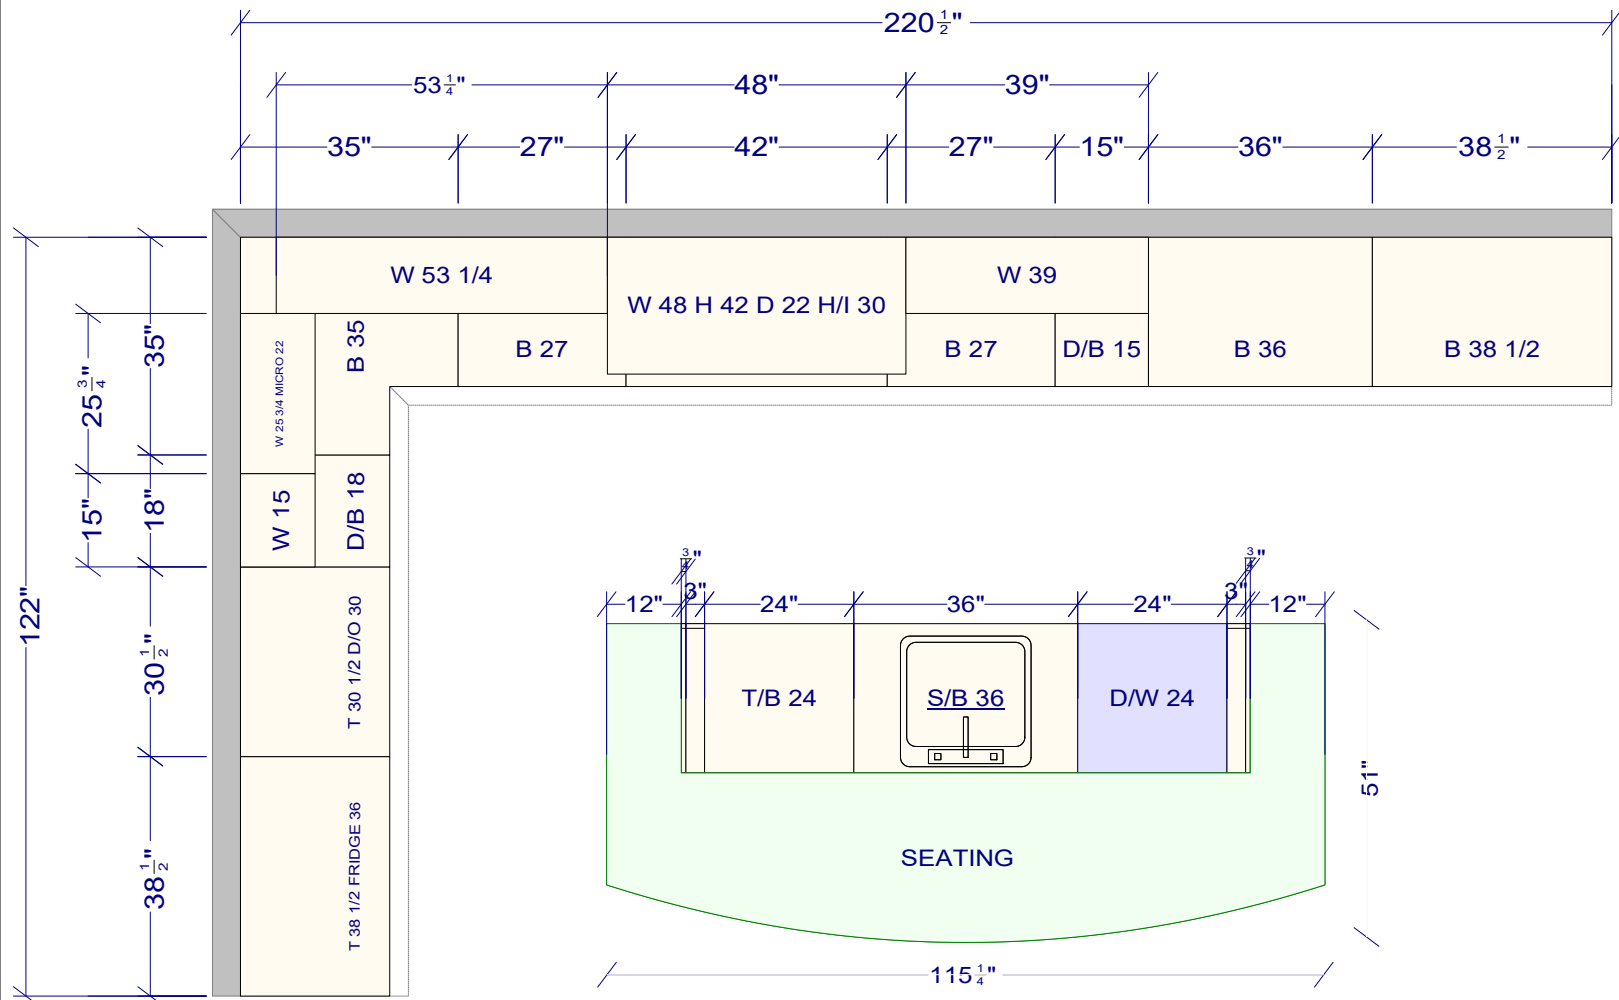 220 1/2"
53 1/4" 48" 39"
35" 27" 42" 27" 15" 36" 38 1/2"
W 53 1/4
W 48 H 42 D 22 H/I 30
W 39
B 35
B 27
B 27
D/B 15
B 36
B 38 1/2
W 25 3/4 MICRO 22
W 15
D/B 18
T 30 1/2 D/O 30
T 38 1/2 FRIDGE 36
122"
25 3/4"
15"
35"
18"
30 1/2"
38 1/2"
3/4" 3/4"
12" 3" 24" 36" 24" 3" 12"
T/B 24
S/B 36
D/W 24
SEATING
51"
115 1/4"